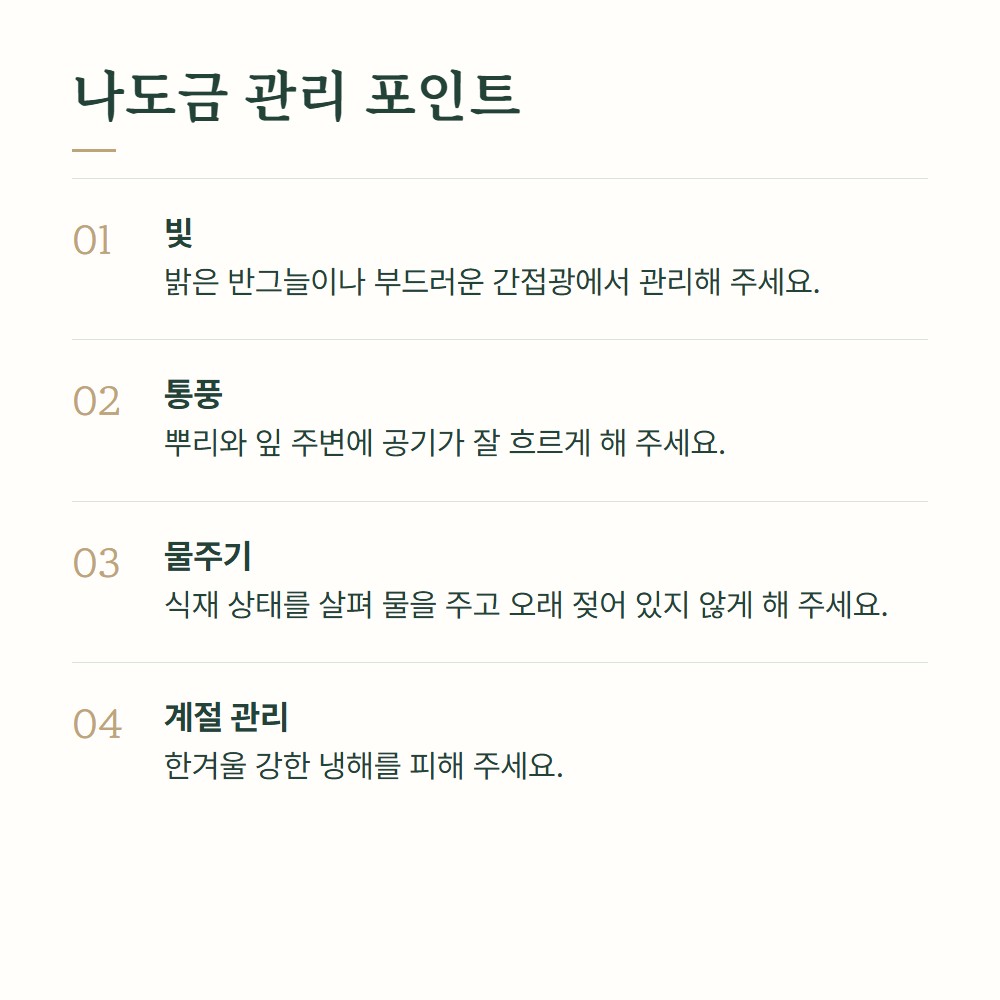 나도금 관리 포인트
01
빛
밝은 반그늘이나 부드러운 간접광에서 관리해 주세요.
02
통풍
뿌리와 잎 주변에 공기가 잘 흐르게 해 주세요.
03
물주기
식재 상태를 살펴 물을 주고 오래 젖어 있지 않게 해 주세요.
04
계절 관리
한겨울 강한 냉해를 피해 주세요.